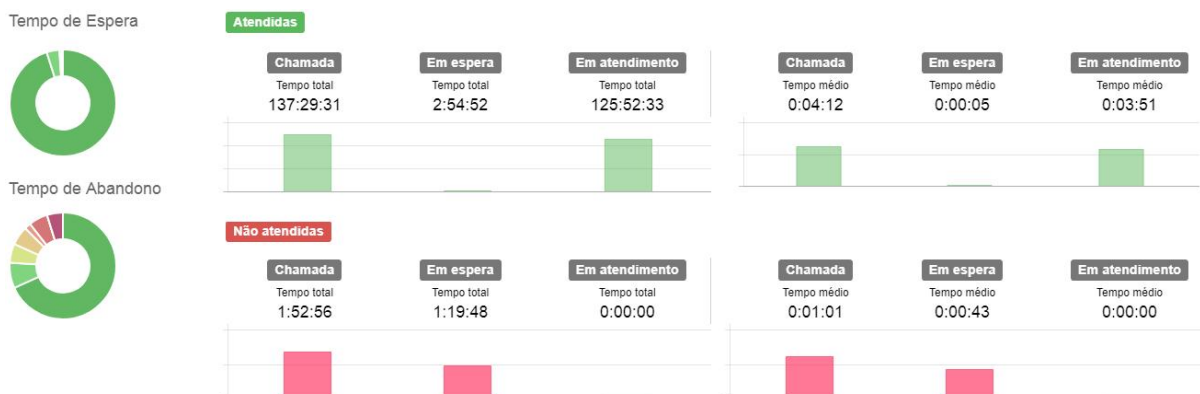 Tempo de Espera
Atendidas
Chamada Em espera Em atendimento Chamada Em espera Em atendimento
Tempo total Tempo total Tempo total Tempo médio Tempo médio Tempo médio
137:29:31 2:54:52 125:52:33 0:04:12 0:00:05 0:03:51
Tempo de Abandono
Não atendidas
Chamada Em espera Em atendimento Chamada Em espera Em atendimento
Tempo total Tempo total Tempo total Tempo médio Tempo médio Tempo médio
1:52:56 1:19:48 0:00:00 0:01:01 0:00:43 0:00:00